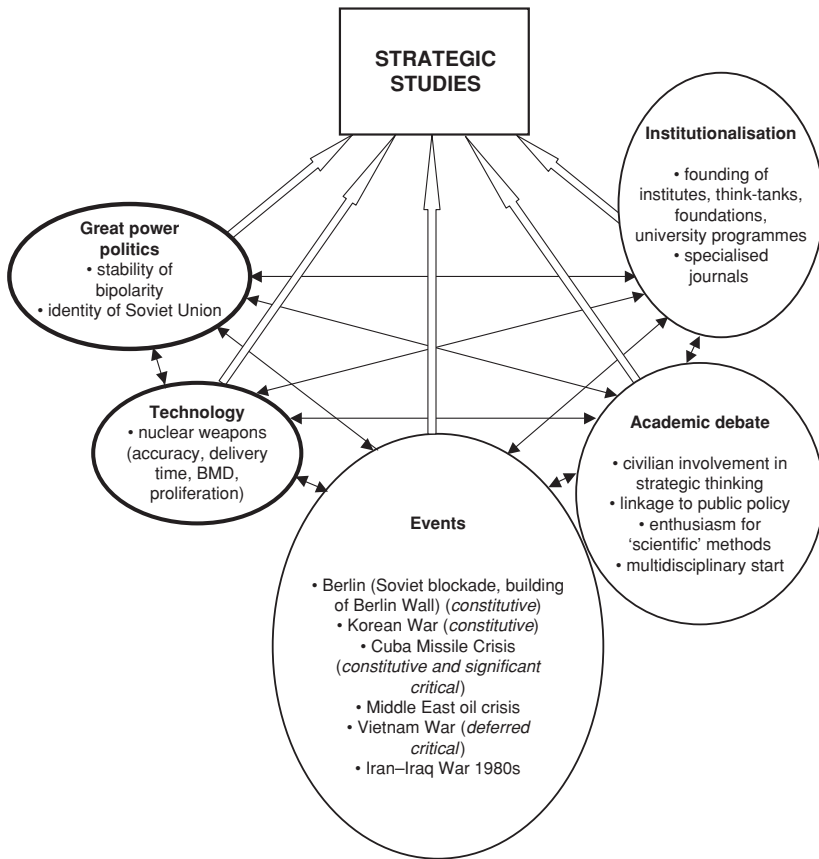 STRATEGIC
STUDIES
Institutionalisation
• founding of
institutes, think-tanks,
foundations,
university programmes
• specialised
journals
Great power
politics
• stability of
bipolarity
• identity of Soviet Union
Technology
• nuclear weapons
(accuracy, delivery
time, BMD,
proliferation)
Academic debate
• civilian involvement in
strategic thinking
• linkage to public policy
• enthusiasm for
‘scientific’ methods
• multidisciplinary start
Events
• Berlin (Soviet blockade, building
of Berlin Wall) (constitutive)
• Korean War (constitutive)
• Cuba Missile Crisis
(constitutive and significant
critical)
• Middle East oil crisis
• Vietnam War (deferred
critical)
• Iran–Iraq War 1980s